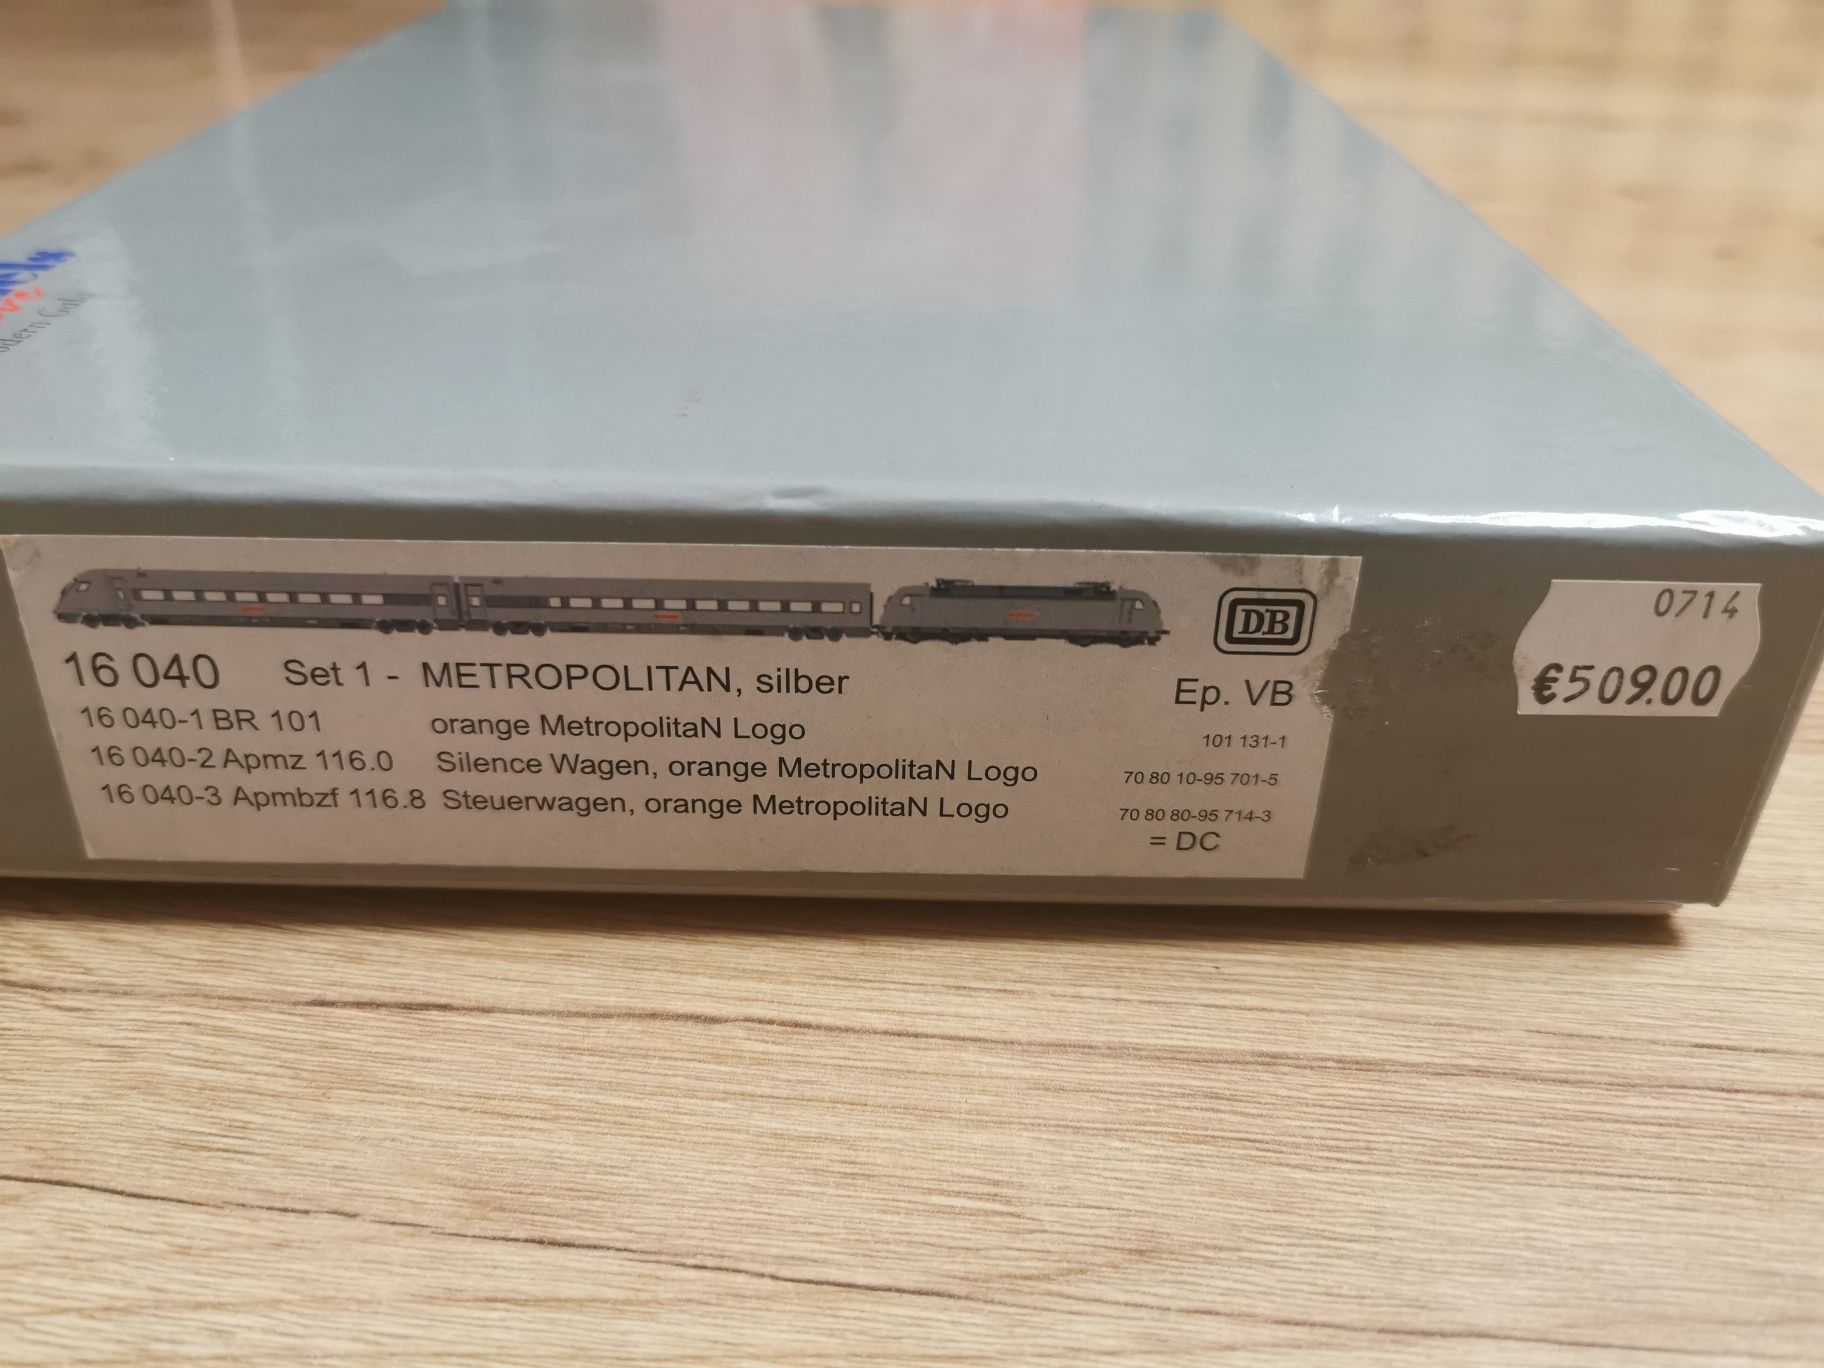 DB
16 040 Set 1 - METROPOLITAN, silber Ep. VB
16 040-1 BR 101 orange MetropolitaN Logo 101 131-1
16 040-2 Apmz 116.0 Silence Wagen, orange MetropolitaN Logo 70 80 10-95 701-5
16 040-3 Apmbzf 116.8 Steuerwagen, orange MetropolitaN Logo 70 80 80-95 714-3
= DC
0714
€509.00